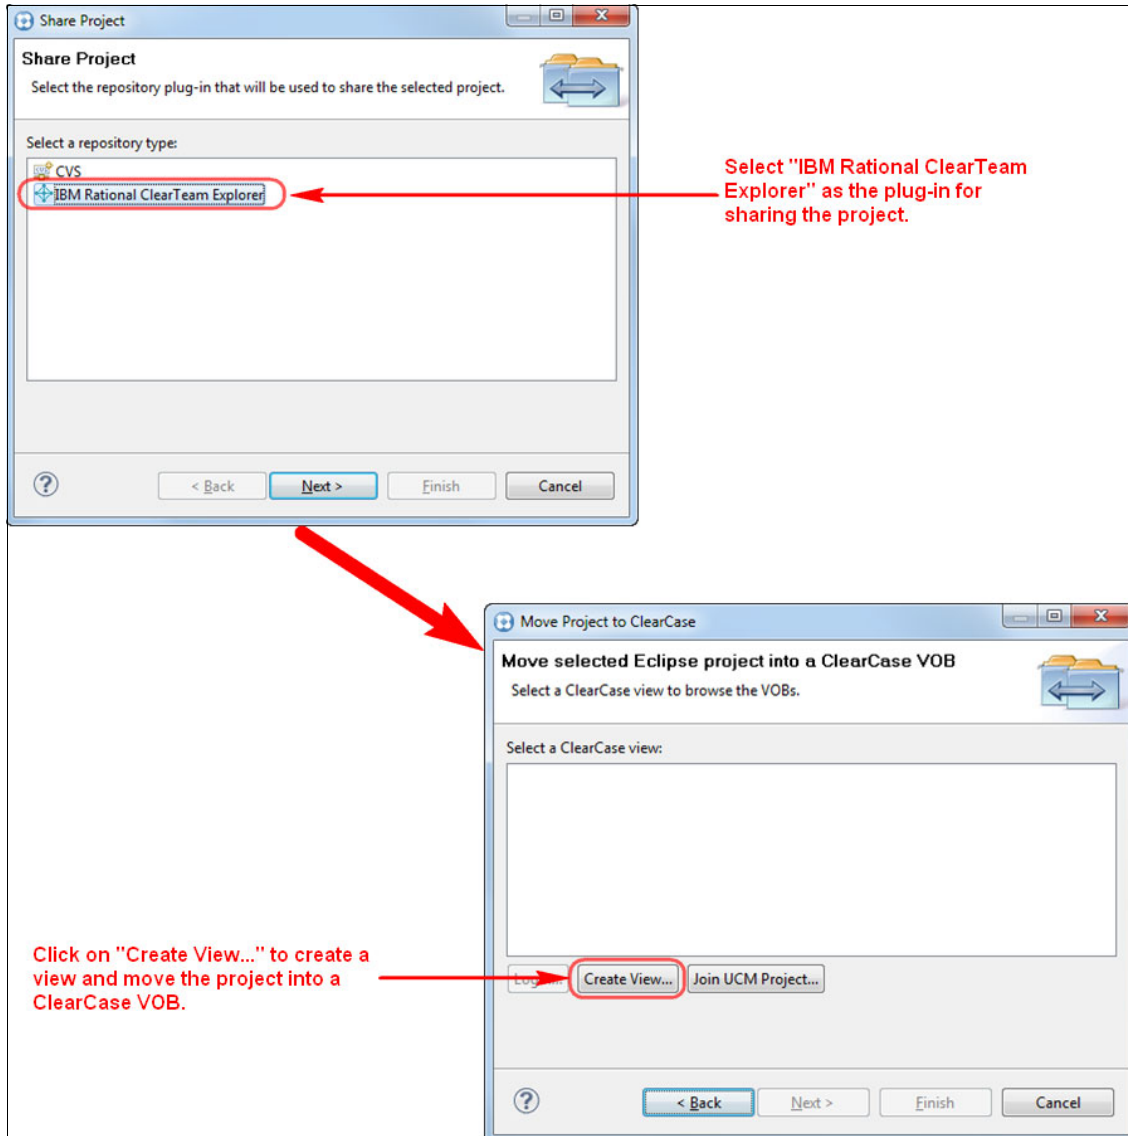 Share Project
Share Project
Select the repository plug-in that will be used to share the selected project.
Select a repository type:
CVS
IBM Rational ClearTeam Explorer
Select "IBM Rational ClearTeam
Explorer" as the plug-in for
sharing the project.
< Back Next > Finish Cancel
Move Project to ClearCase
Move selected Eclipse project into a ClearCase VOB
Select a ClearCase view to browse the VOBs.
Select a ClearCase view:
Click on "Create View..." to create a
view and move the project into a
ClearCase VOB.
Create View... Join UCM Project...
< Back Next > Finish Cancel